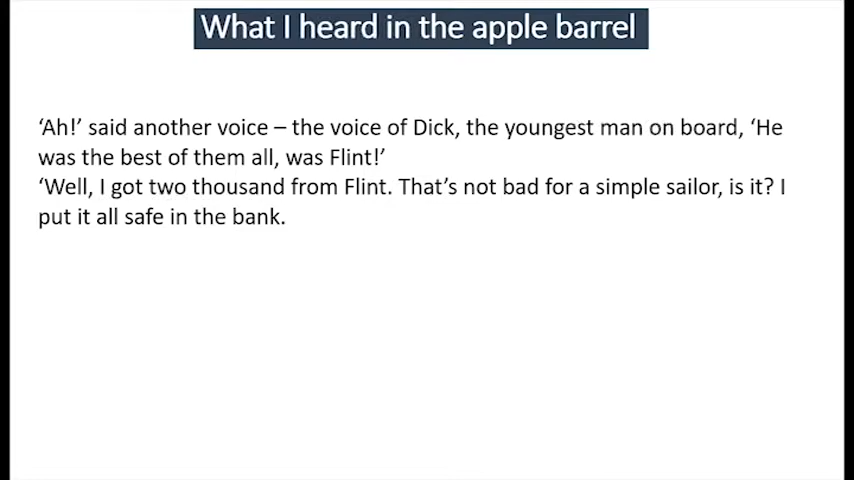 What I heard in the apple barrel
‘Ah!’ said another voice – the voice of Dick, the youngest man on board, ‘He
was the best of them all, was Flint!’
‘Well, I got two thousand from Flint. That’s not bad for a simple sailor, is it? I
put it all safe in the bank.